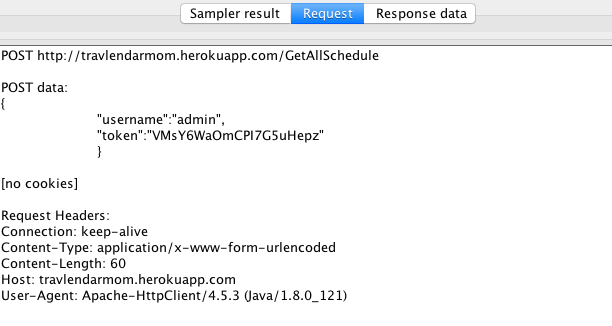 Sampler result Request Response data
POST http://travlendarmom.herokuapp.com/GetAllSchedule
POST data:
{
"username":"admin",
"token":"VMsY6WaOmCPI7G5uHepz"
}
[no cookies]
Request Headers:
Connection: keep-alive
Content-Type: application/x-www-form-urlencoded
Content-Length: 60
Host: travlendarmom.herokuapp.com
User-Agent: Apache-HttpClient/4.5.3 (Java/1.8.0_121)